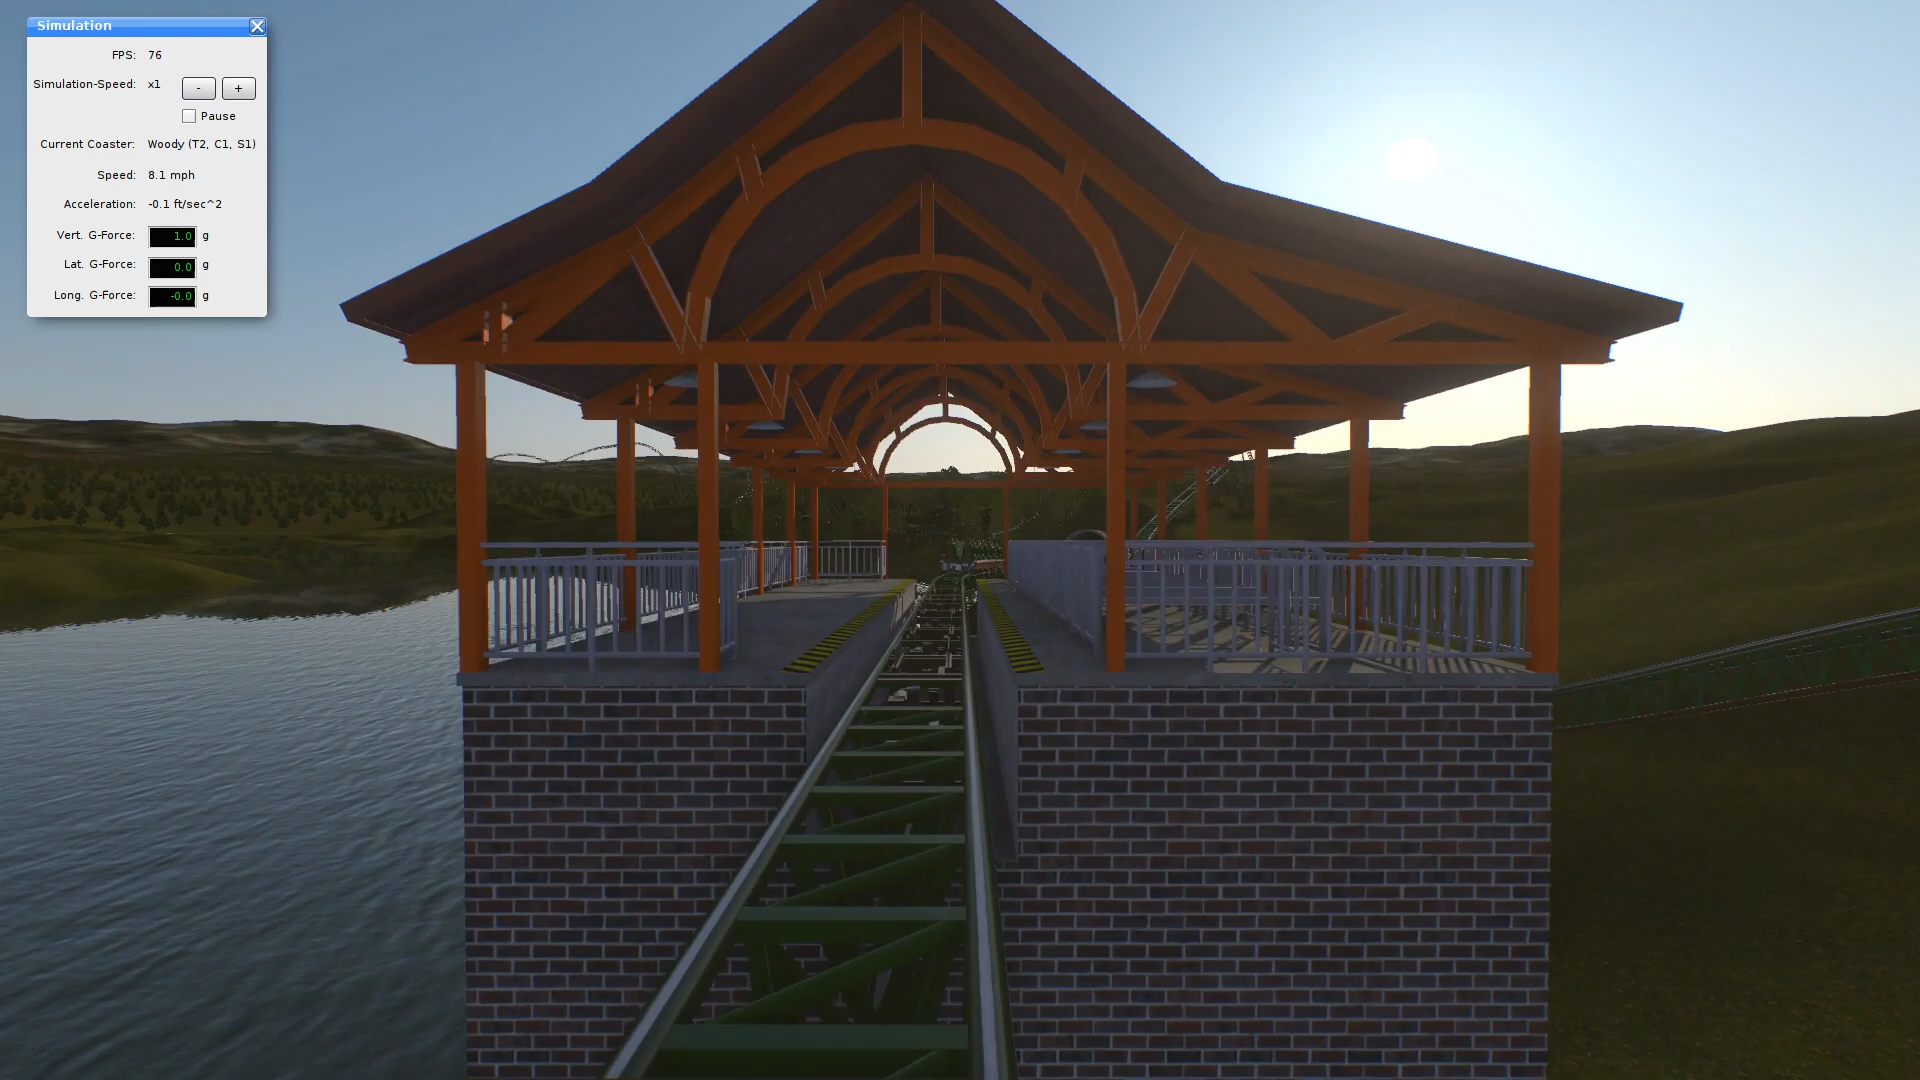 Simulation
FPS: 76
Simulation-Speed: x1 - +
Pause
Current Coaster: Woody (T2, C1, S1)
Speed: 8.1 mph
Acceleration: -0.1 ft/sec^2
Vert. G-Force: 1.0 g
Lat. G-Force: 0.0 g
Long. G-Force: -0.0 g